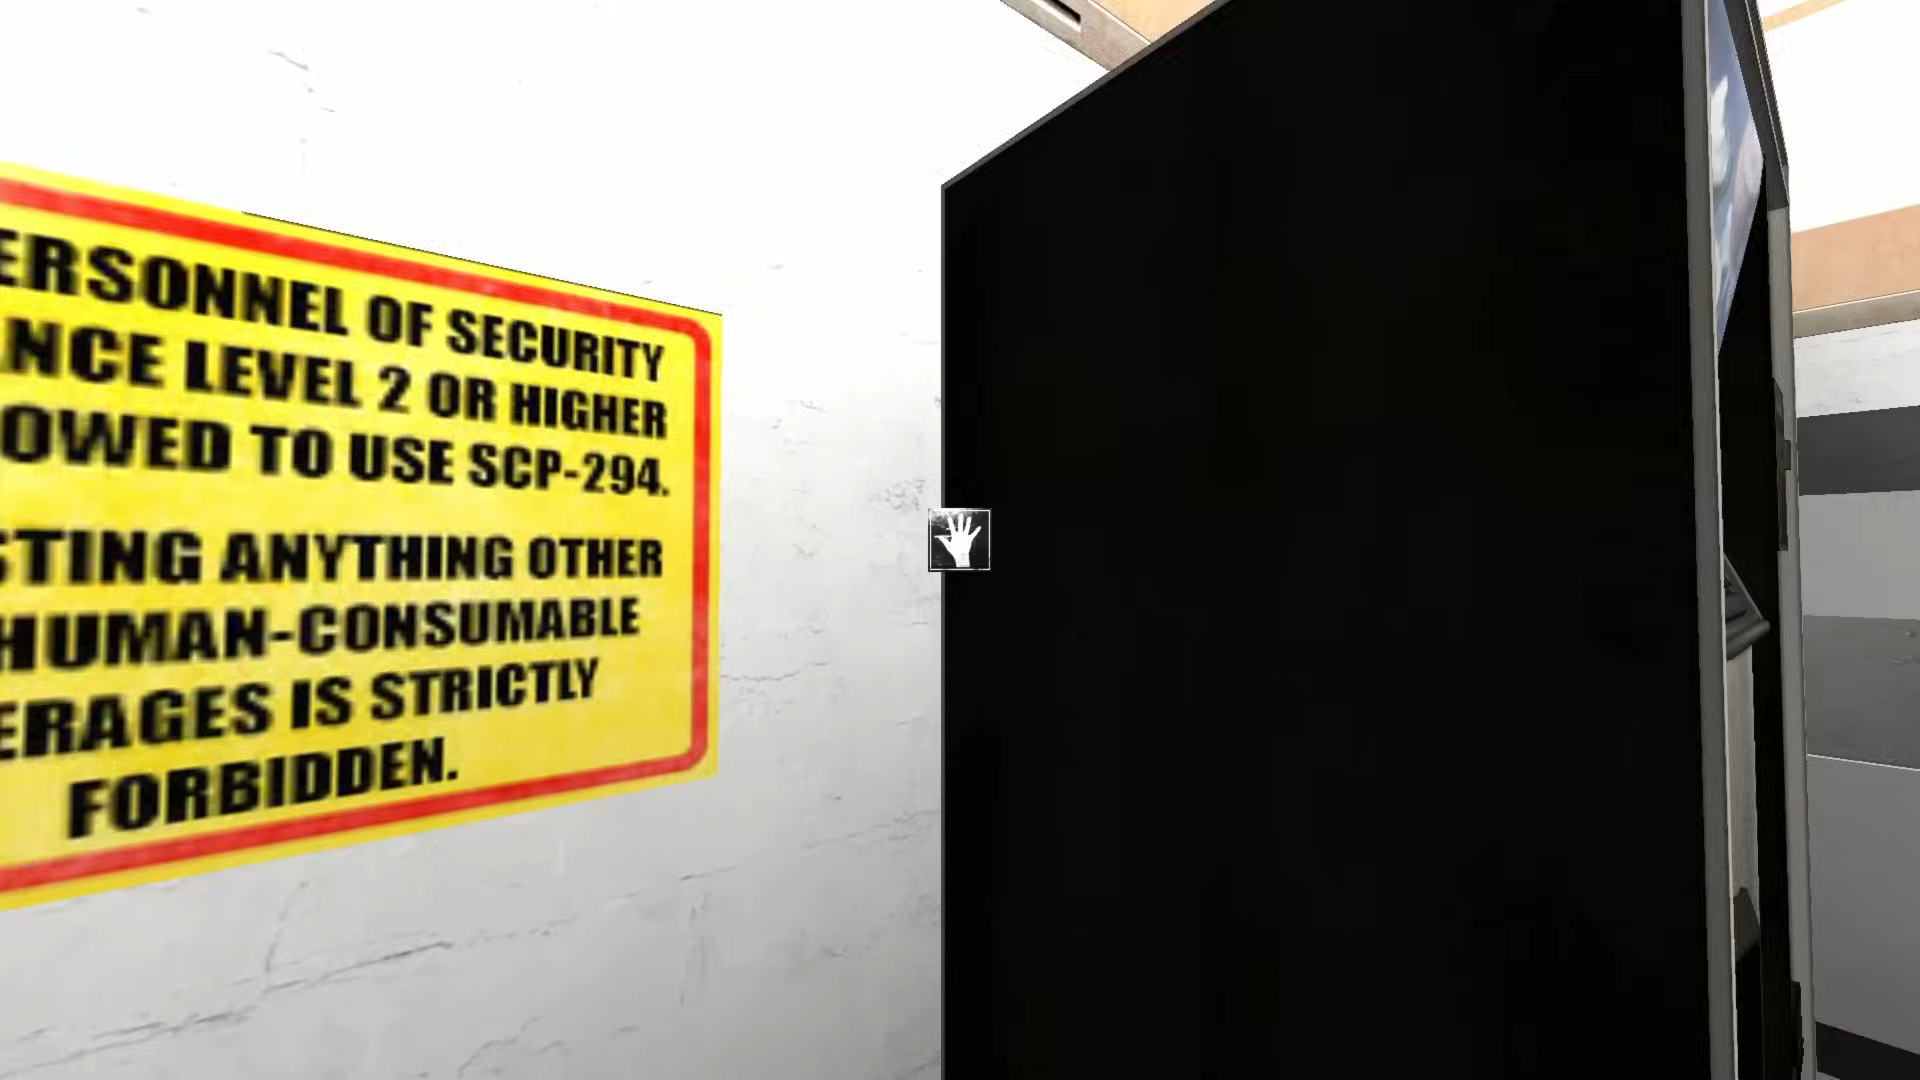 ERSONNEL OF SECURITY
NCE LEVEL 2 OR HIGHER
OWED TO USE SCP-294.
STING ANYTHING OTHER
HUMAN-CONSUMABLE
ERAGES IS STRICTLY
FORBIDDEN.